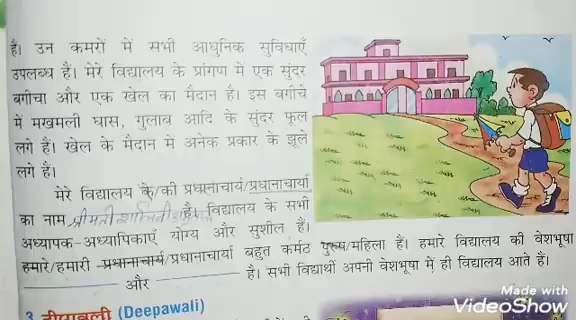 हैं। उन कमरों में सभी आधुनिक सुविधाएँ
उपलब्ध हैं। मेरे विद्यालय के प्रांगण में एक सुंदर
बगीचा और एक खेल का मैदान है। इस बगीचे
में मखमली घास, गुलाब आदि के सुंदर फूल
लगे हैं। खेल के मैदान में अनेक प्रकार के झूले
लगे हैं।
मेरे विद्यालय के/की प्रधानाचार्य/प्रधानाचार्या
का नाम श्रीमती है। विद्यालय के सभी
अध्यापक-अध्यापिकाएँ योग्य और सुशील हैं।
हमारे/हमारी प्रधानाचार्य/प्रधानाचार्या बहुत कर्मठ पुरुष/महिला हैं। हमारे विद्यालय की वेशभूषा
और है। सभी विद्यार्थी अपनी वेशभूषा में ही विद्यालय आते हैं।
3 दीपावली (Deepawali)
Made with
VideoShow